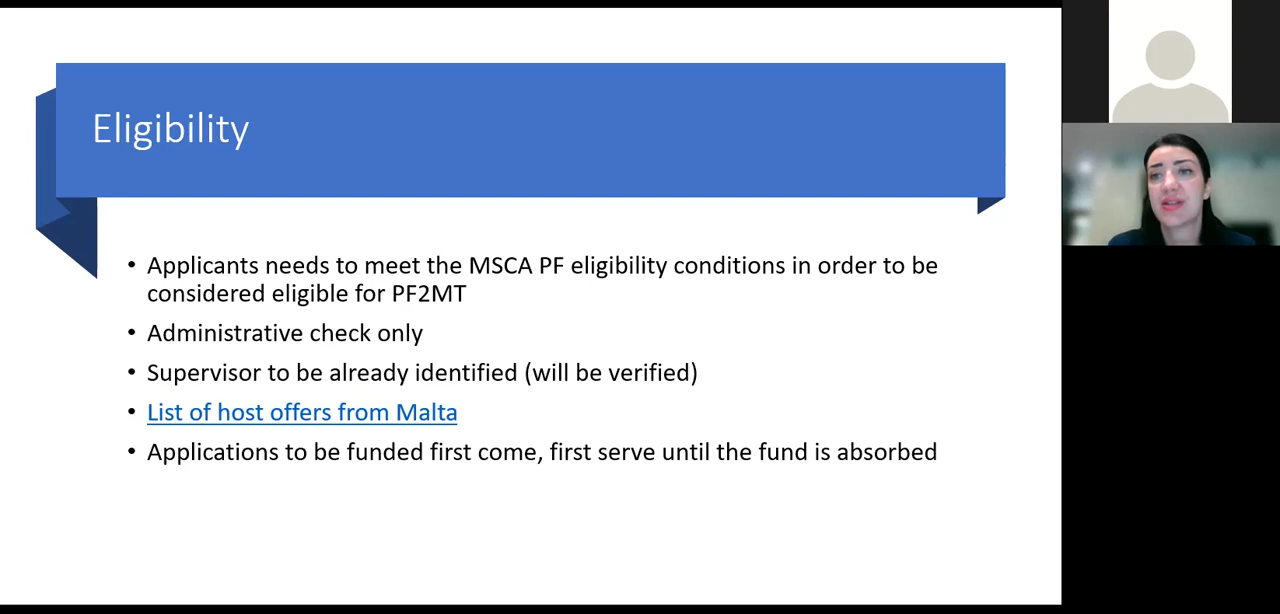 Eligibility
• Applicants needs to meet the MSCA PF eligibility conditions in order to be
considered eligible for PF2MT
• Administrative check only
• Supervisor to be already identified (will be verified)
• List of host offers from Malta
• Applications to be funded first come, first serve until the fund is absorbed